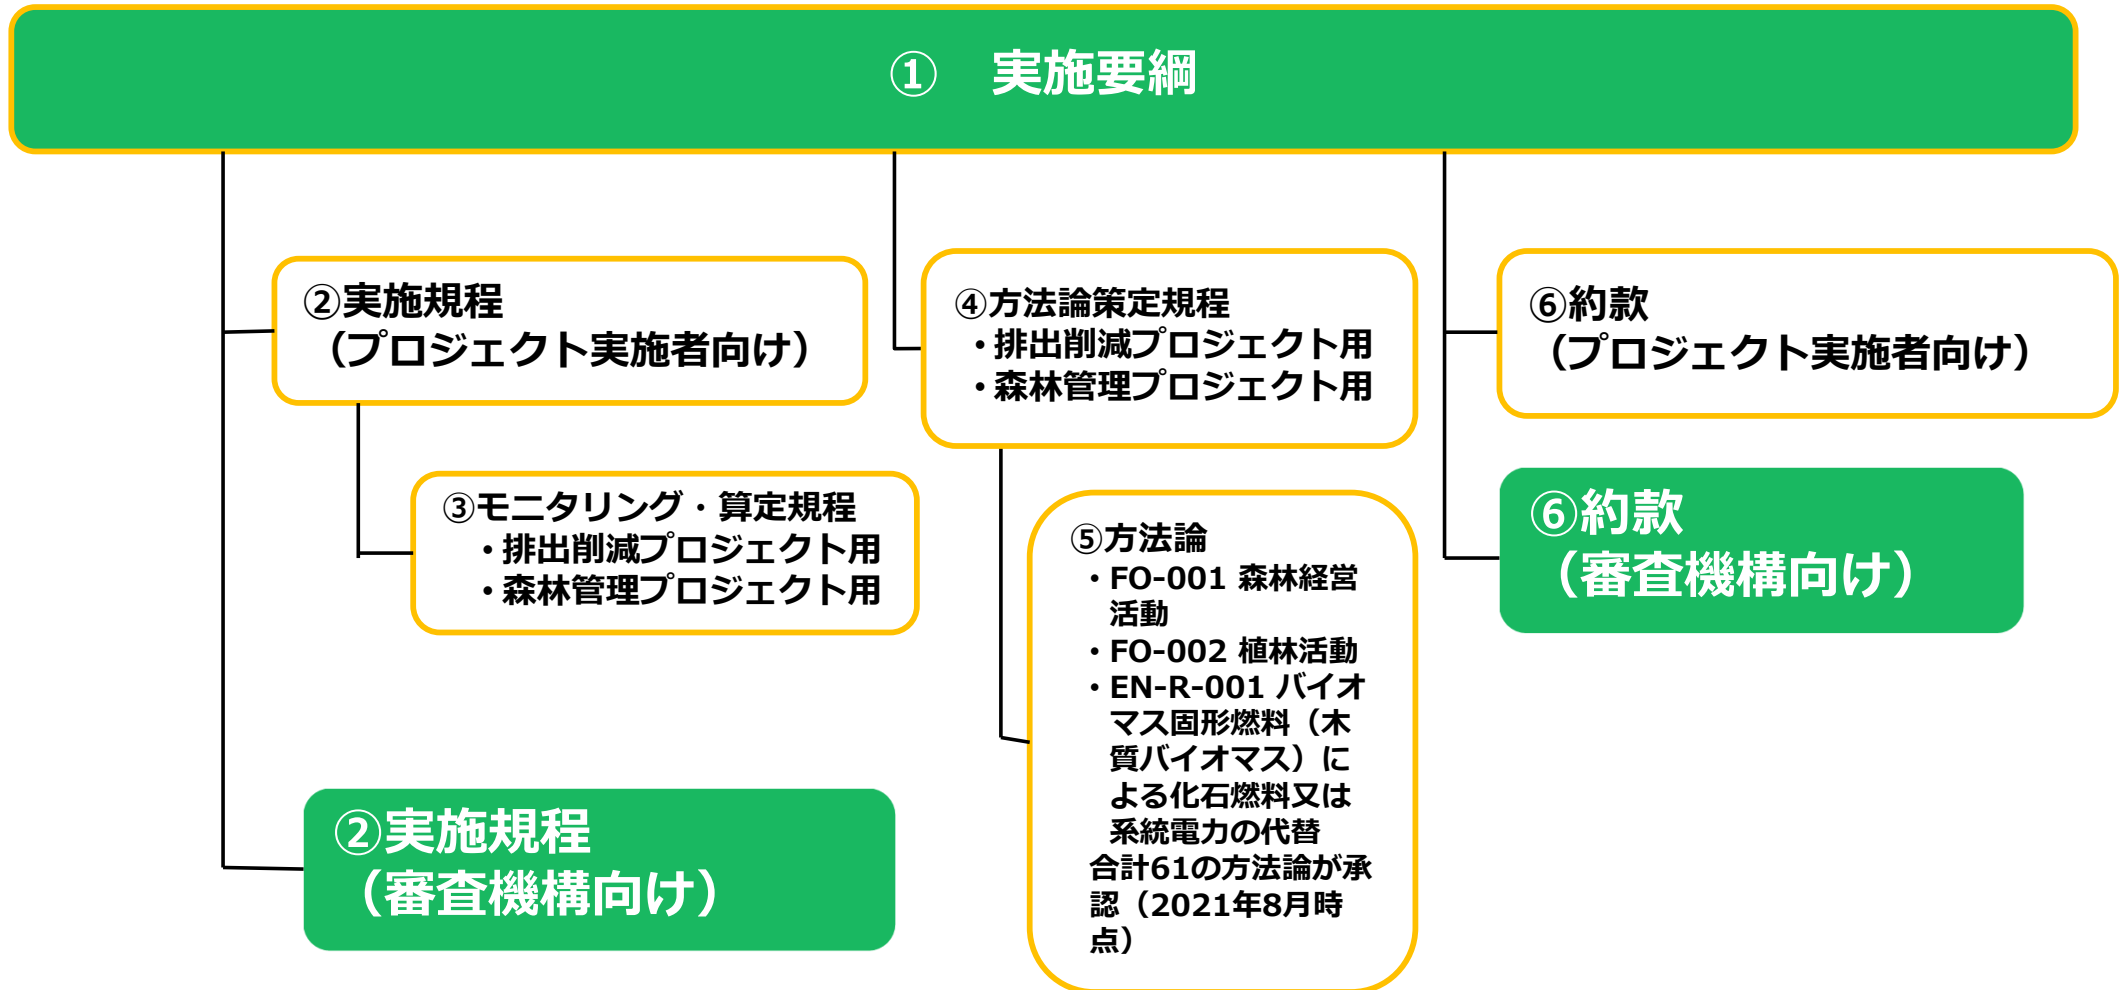 ① 実施要綱
②実施規程
（プロジェクト実施者向け）
③モニタリング・算定規程
・排出削減プロジェクト用
・森林管理プロジェクト用
②実施規程
（審査機構向け）
④方法論策定規程
・排出削減プロジェクト用
・森林管理プロジェクト用
⑤方法論
・FO-001 森林経営
活動
・FO-002 植林活動
・EN-R-001 バイオ
マス固形燃料（木
質バイオマス）に
よる化石燃料又は
系統電力の代替
合計61の方法論が承
認（2021年8月時
点）
⑥約款
（プロジェクト実施者向け）
⑥約款
（審査機構向け）